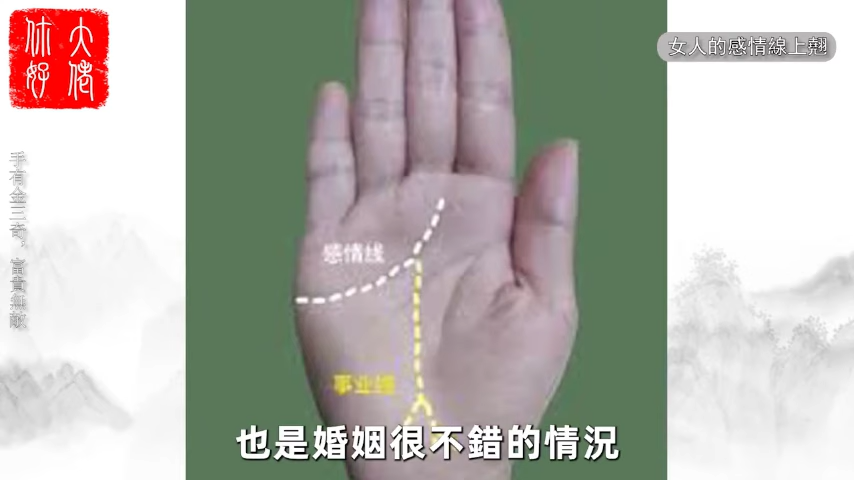 大佬
休好
女人的感情線上翹
手有金三奇，富貴無敵
感情线
事业线
也是婚姻很不錯的情況